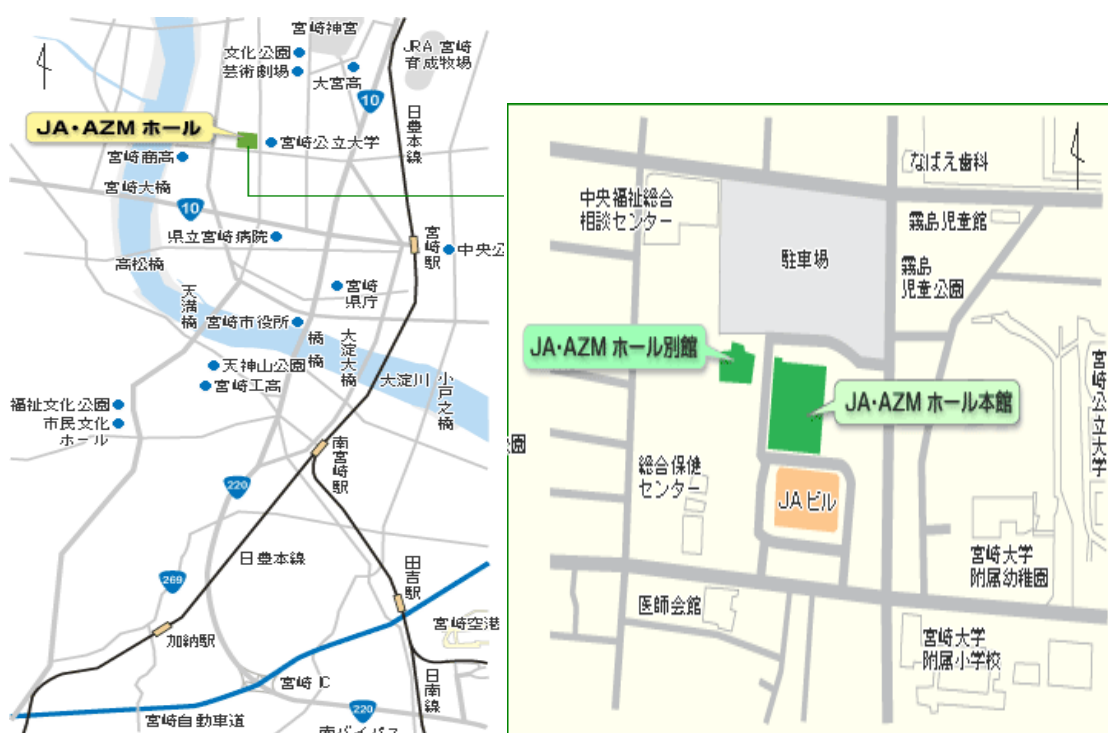 宮崎神宮
文化公園
芸術劇場
大宮高
JRA 宮崎
育成牧場
10
日豊本線
JA・AZM ホール
宮崎公立大学
宮崎商高
宮崎大橋
10
県立宮崎病院
宮崎駅
中央公
高松橋
天満橋
宮崎
県庁
宮崎市役所
橘橋
大淀大橋
天神山公園
宮崎工高
大淀川
小戸之橋
福祉文化公園
市民文化
ホール
南宮崎駅
220
日豊本線
269
田吉駅
加納駅
宮崎空港
宮崎 IC
日南線
宮崎自動車道
220
南バイパス
なばえ歯科
中央福祉総合
相談センター
霧島児童館
駐車場
霧島
児童公園
JA・AZM ホール別館
JA・AZM ホール本館
宮崎公立大学
園
総合保健
センター
JAビル
宮崎大学
附属幼稚園
医師会館
宮崎大学
附属小学校